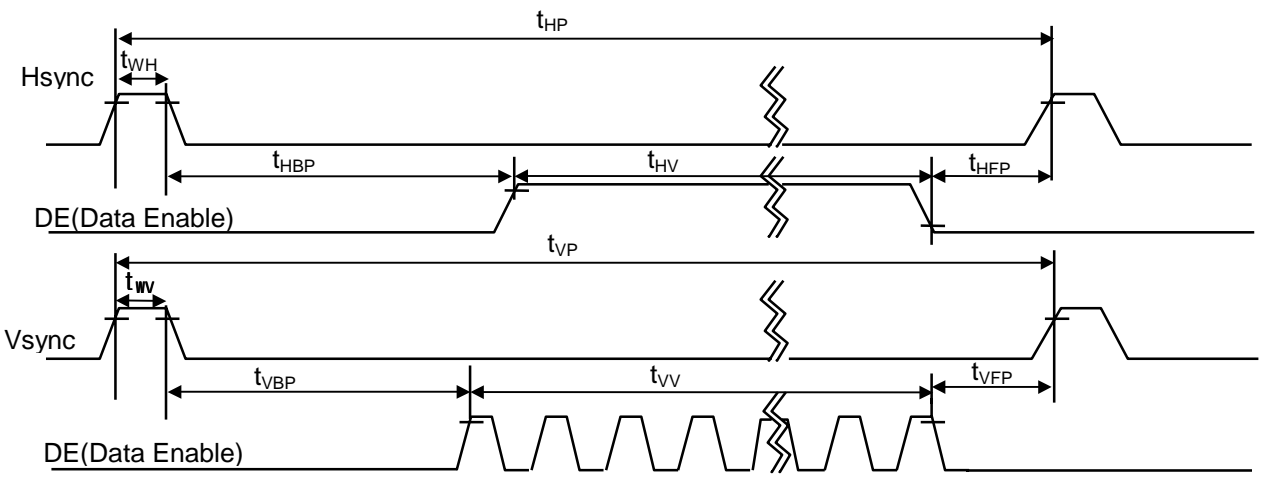 tHP
tWH
Hsync
tHBP
tHV
tHFP
DE(Data Enable)
tVP
tWV
Vsync
tVBP
tVV
tVFP
DE(Data Enable)